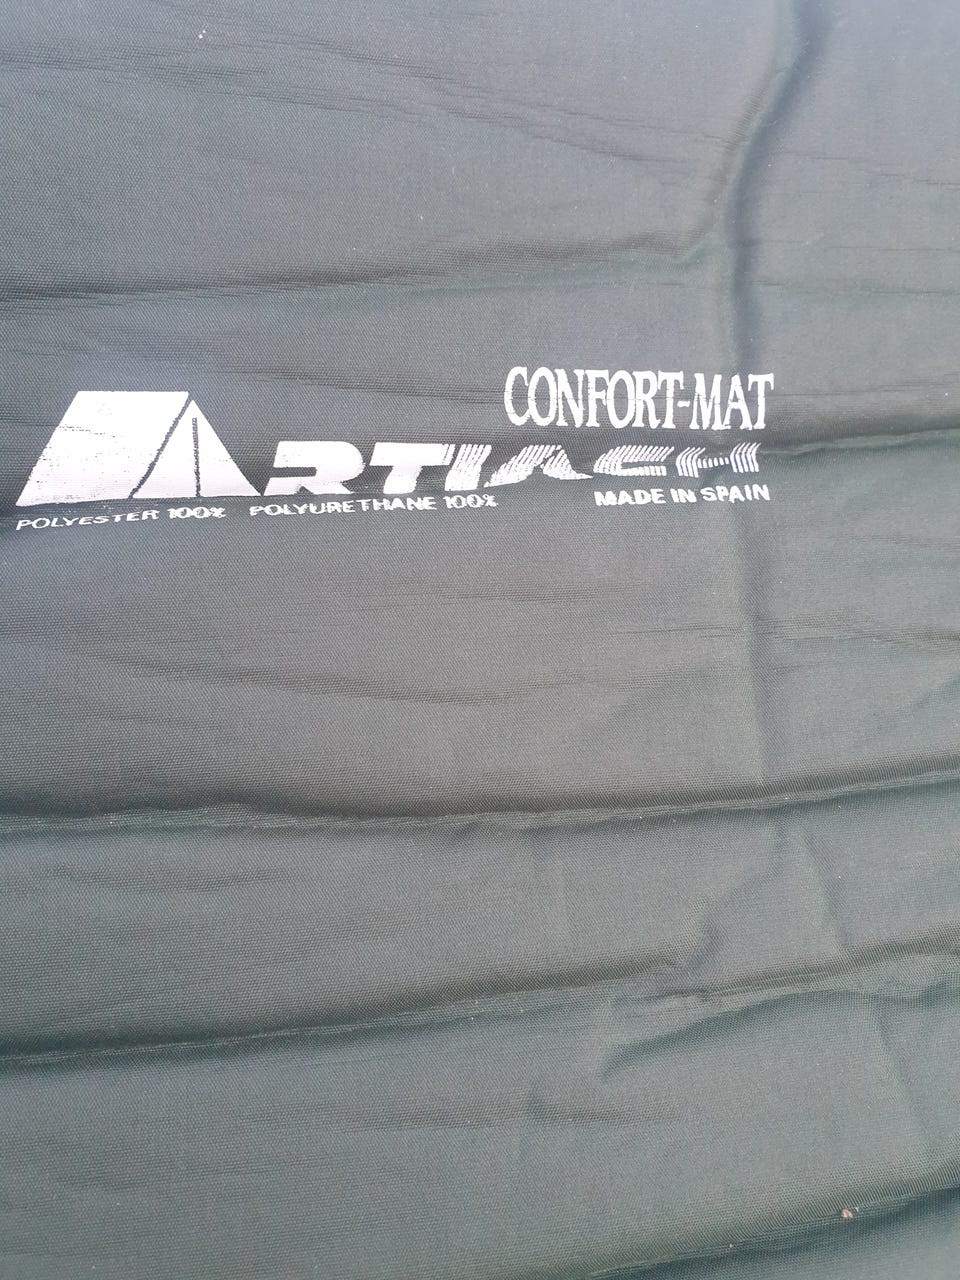 CONFORT-MAT
ARTIACH
POLYESTER 100% POLYURETHANE 100% MADE IN SPAIN